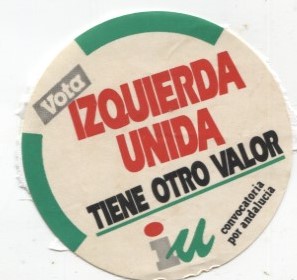 Vota
IZQUIERDA
UNIDA
TIENE OTRO VALOR
iu
convocatoria
por andalucía